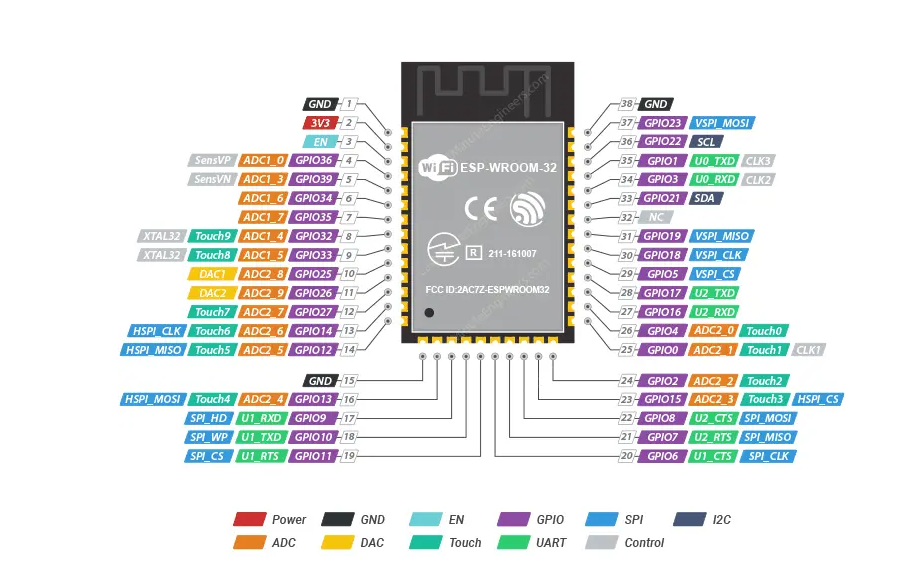 GND 1
3V3 2
EN 3
SensVP ADC1_0 GPIO36 4
SensVN ADC1_3 GPIO39 5
ADC1_6 GPIO34 6
ADC1_7 GPIO35 7
XTAL32 Touch9 ADC1_4 GPIO32 8
XTAL32 Touch8 ADC1_5 GPIO33 9
DAC1 ADC2_8 GPIO25 10
DAC2 ADC2_9 GPIO26 11
Touch7 ADC2_7 GPIO27 12
HSPI_CLK Touch6 ADC2_6 GPIO14 13
HSPI_MISO Touch5 ADC2_5 GPIO12 14
GND 15
HSPI_MOSI Touch4 ADC2_4 GPIO13 16
SPI_HD U1_RXD GPIO9 17
SPI_WP U1_TXD GPIO10 18
SPI_CS U1_RTS GPIO11 19
WiFi ESP-WROOM-32
CE
R 211-161007
FCC ID:2AC7Z-ESPWROOM32
38 GND
37 GPIO23 VSPI_MOSI
36 GPIO22 SCL
35 GPIO1 U0_TXD CLK3
34 GPIO3 U0_RXD CLK2
33 GPIO21 SDA
32 NC
31 GPIO19 VSPI_MISO
30 GPIO18 VSPI_CLK
29 GPIO5 VSPI_CS
28 GPIO17 U2_TXD
27 GPIO16 U2_RXD
26 GPIO4 ADC2_0 Touch0
25 GPIO0 ADC2_1 Touch1 CLK1
24 GPIO2 ADC2_2 Touch2
23 GPIO15 ADC2_3 Touch3 HSPI_CS
22 GPIO8 U2_CTS SPI_MOSI
21 GPIO7 U2_RTS SPI_MISO
20 GPIO6 U1_CTS SPI_CLK
Power GND EN GPIO SPI I2C
ADC DAC Touch UART Control